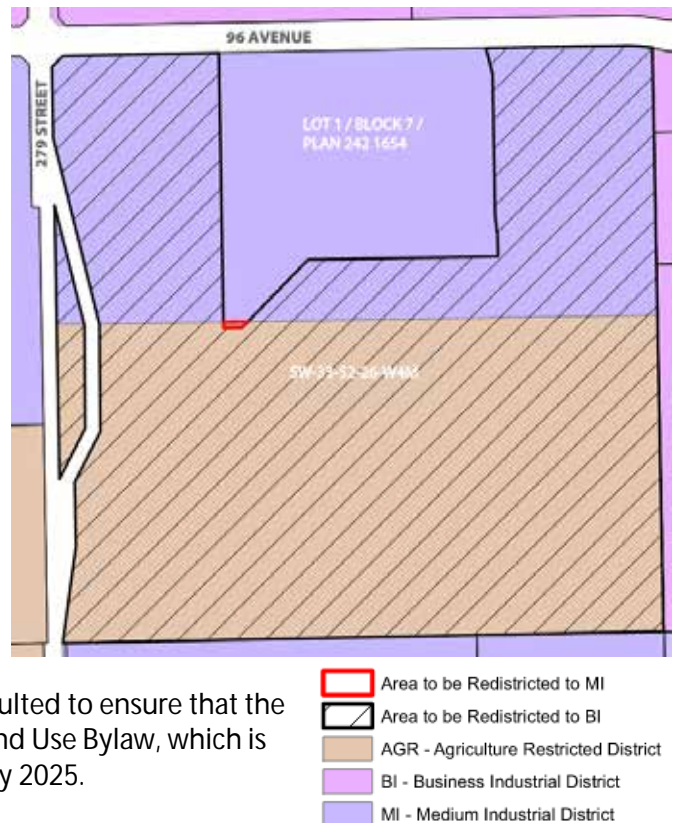 96 AVENUE
279 STREET
LOT 1 / BLOCK 7 /
PLAN 242 1654
SW-33-52-26-W4M
ulted to ensure that the
nd Use Bylaw, which is
y 2025.
Area to be Redistricted to MI
Area to be Redistricted to BI
AGR - Agriculture Restricted District
BI - Business Industrial District
MI - Medium Industrial District